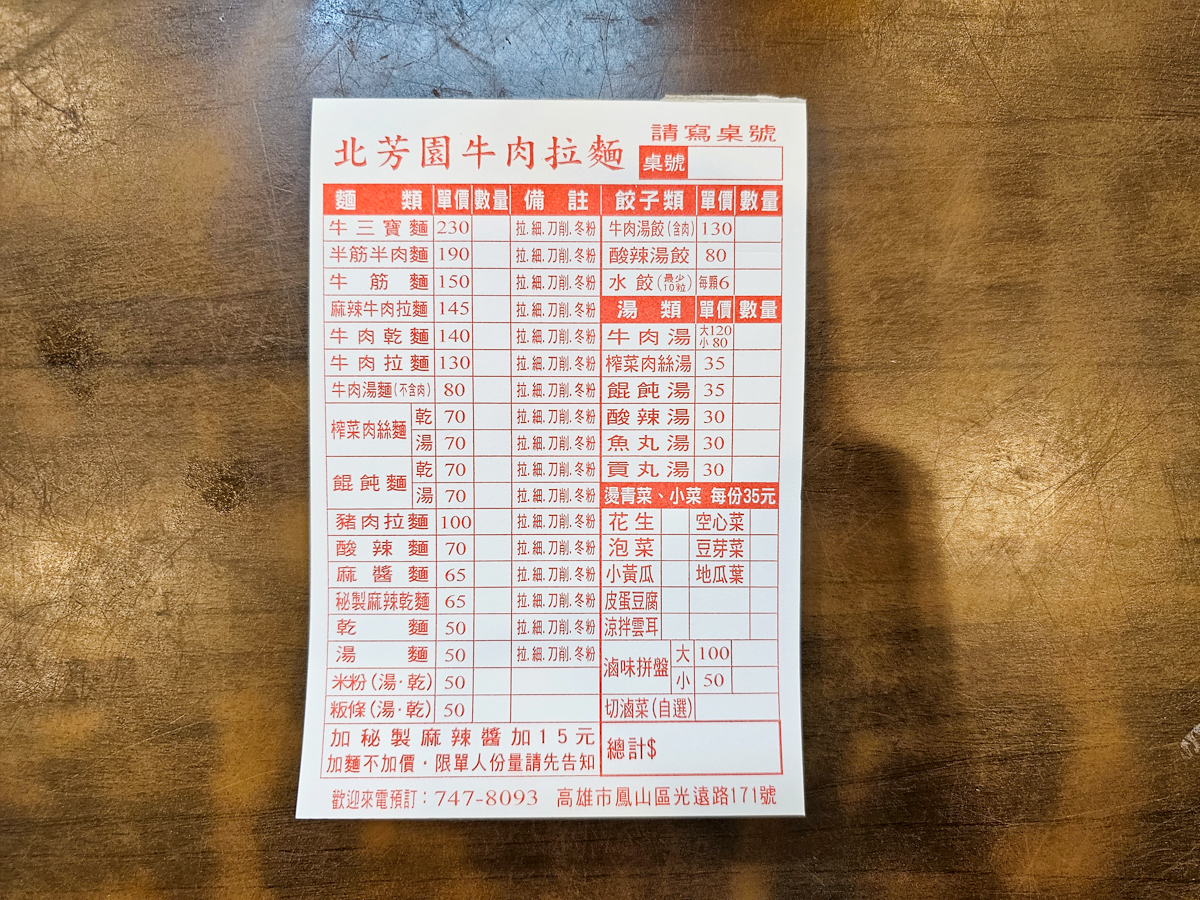 請寫桌號
北芳園牛肉拉麵 桌號
麵類 單價 數量 備註 餃子類 單價 數量
牛三寶麵 230 拉.細.刀削.冬粉 牛肉湯餃(含肉) 130
半筋半肉麵 190 拉.細.刀削.冬粉 酸辣湯餃 80
牛筋麵 150 拉.細.刀削.冬粉 水餃(最少10粒) 每顆6
麻辣牛肉拉麵 145 拉.細.刀削.冬粉 湯類 單價 數量
牛肉乾麵 140 拉.細.刀削.冬粉 牛肉湯 大120 小80
牛肉拉麵 130 拉.細.刀削.冬粉 榨菜肉絲湯 35
牛肉湯麵(不含肉) 80 拉.細.刀削.冬粉 餛飩湯 35
榨菜肉絲麵 乾 70 拉.細.刀削.冬粉 酸辣湯 30
湯 70 拉.細.刀削.冬粉 魚丸湯 30
餛飩麵 乾 70 拉.細.刀削.冬粉 貢丸湯 30
湯 70 拉.細.刀削.冬粉 燙青菜、小菜 每份35元
豬肉拉麵 100 拉.細.刀削.冬粉 花生 空心菜
酸辣麵 70 拉.細.刀削.冬粉 泡菜 豆芽菜
麻醬麵 65 拉.細.刀削.冬粉 小黃瓜 地瓜葉
秘製麻辣乾麵 65 拉.細.刀削.冬粉 皮蛋豆腐
乾麵 50 拉.細.刀削.冬粉 涼拌雲耳
湯麵 50 拉.細.刀削.冬粉 滷味拼盤 大 100
米粉(湯·乾) 50 小 50
粄條(湯·乾) 50 切滷菜(自選)
加秘製麻辣醬加15元 總計$
加麵不加價·限單人份量請先告知
歡迎來電預訂：747-8093 高雄市鳳山區光遠路171號